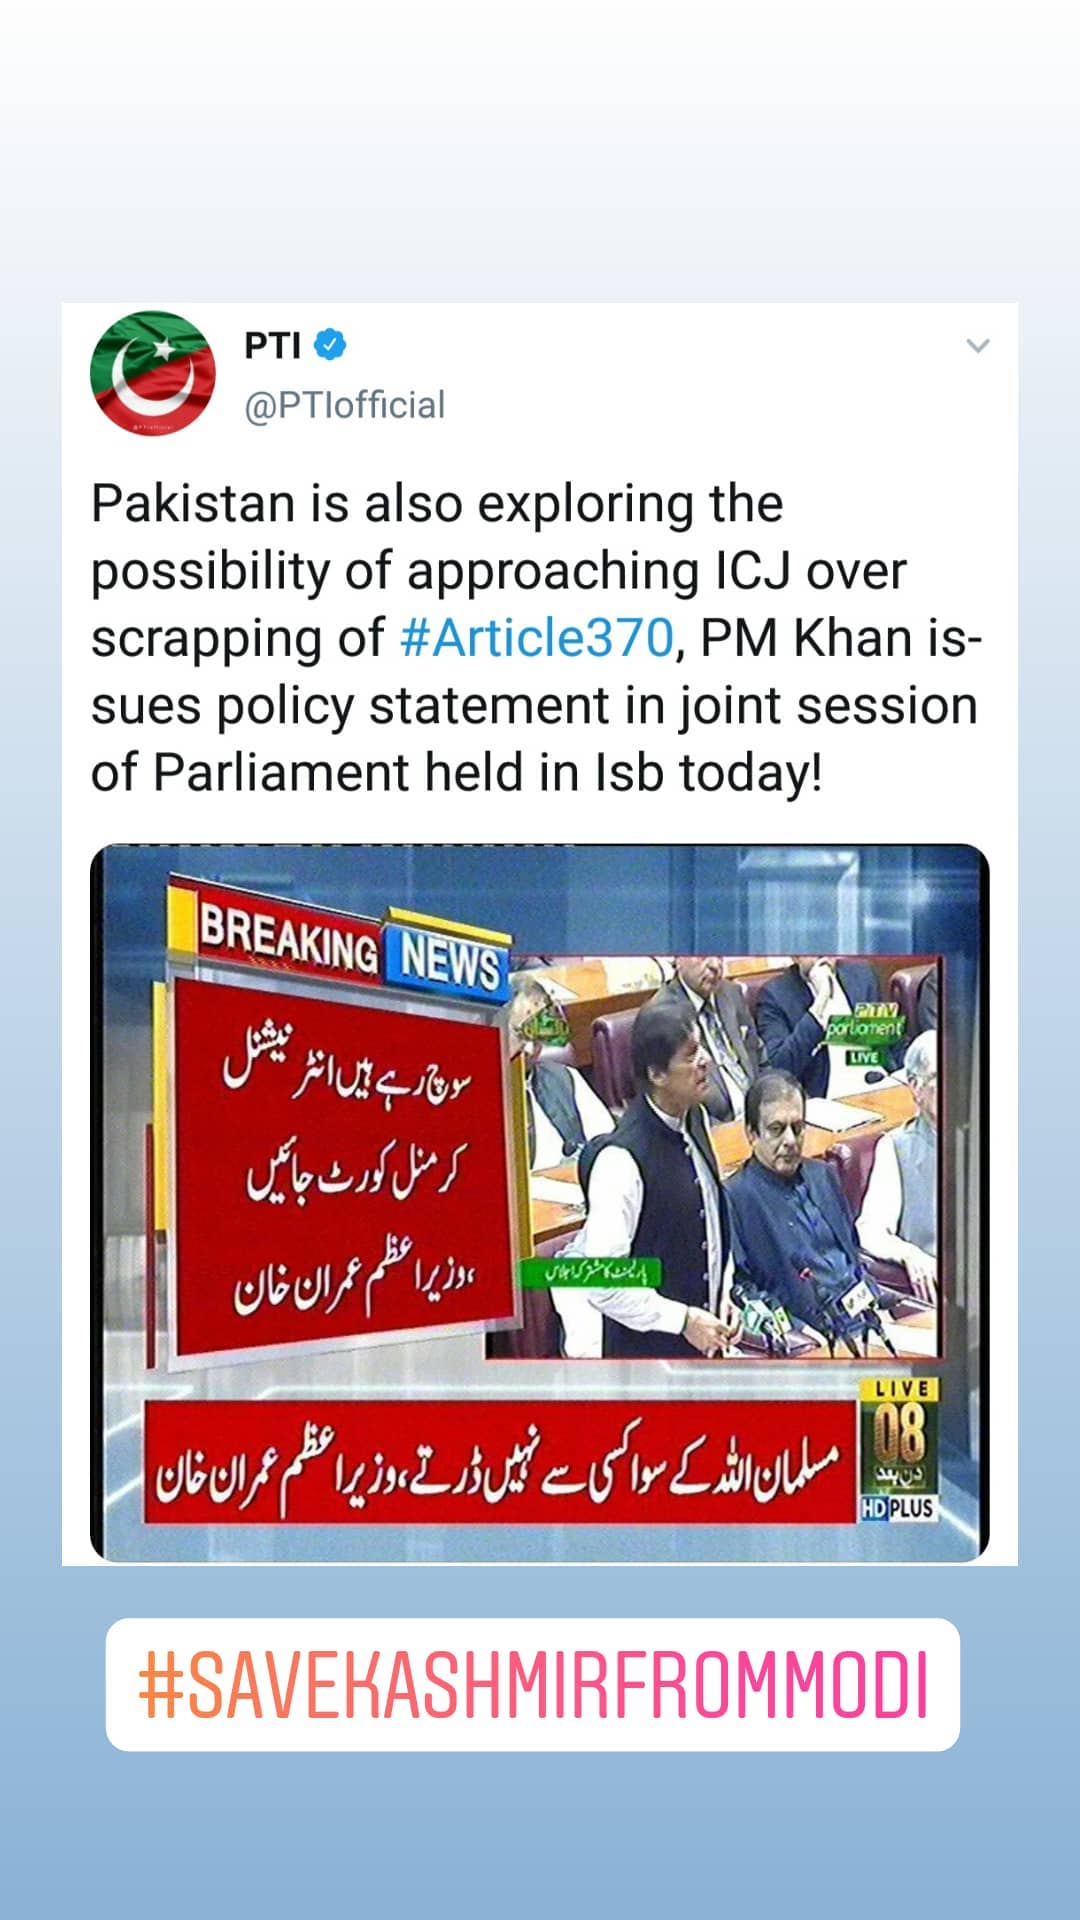 PTI
@PTIofficial
Pakistan is also exploring the
possibility of approaching ICJ over
scrapping of #Article370, PM Khan is-
sues policy statement in joint session
of Parliament held in Isb today!
BREAKING NEWS
سوچ رہے ہیں انٹر نیشنل
کرمنل کورٹ جائیں
،وزیراعظم عمران خان
PTV
parliament
LIVE
پارلیمنٹ کا مشترکہ اجلاس
LIVE
08
دن بعد
HD PLUS
مسلمان اللہ کے سوا کسی سے نہیں ڈرتے،وزیراعظم عمران خان
#SAVEKASHMIRFROMMODI